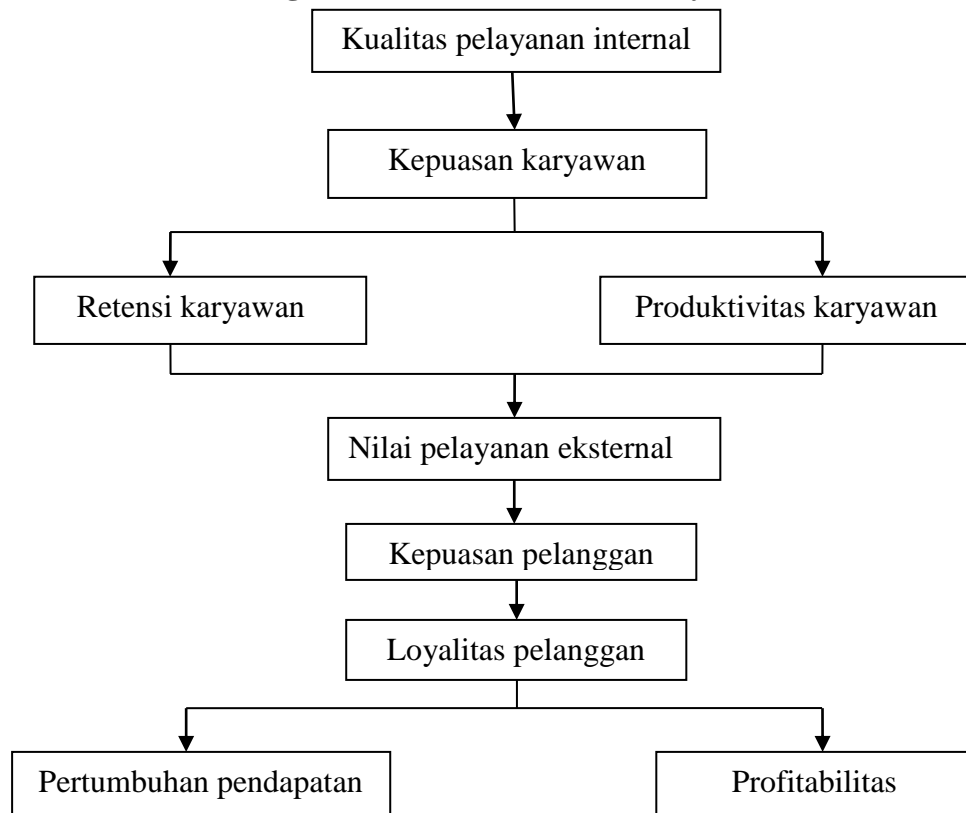 Kualitas pelayanan internal
Kepuasan karyawan
Retensi karyawan
Produktivitas karyawan
Nilai pelayanan eksternal
Kepuasan pelanggan
Loyalitas pelanggan
Pertumbuhan pendapatan
Profitabilitas